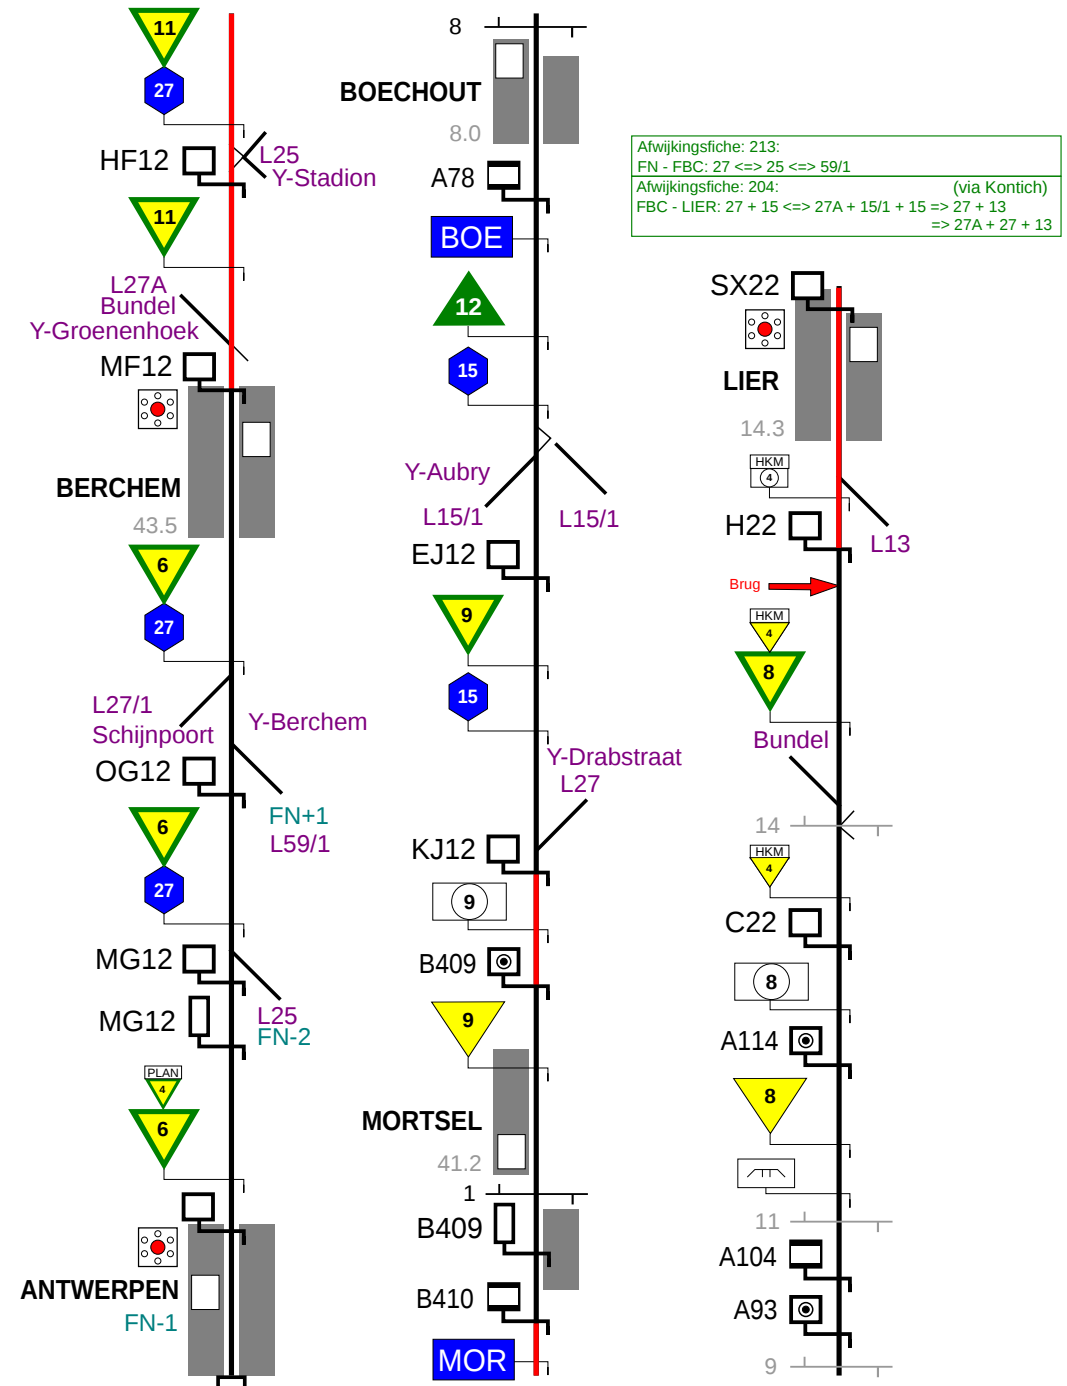 11
27
HF12
L25
Y-Stadion
11
L27A
Bundel
Y-Groenenhoek
MF12
BERCHEM
43.5
6
27
L27/1
Schijnpoort
Y-Berchem
OG12
FN+1
L59/1
6
27
MG12
L25
FN-2
MG12
PLAN
4
6
ANTWERPEN
FN-1
8
BOECHOUT
8.0
A78
BOE
12
15
Y-Aubry
L15/1
L15/1
EJ12
9
15
Y-Drabstraat
L27
KJ12
9
B409
9
MORTSEL
41.2
1
B409
B410
MOR
Afwijkingsfiche: 213:
FN - FBC: 27 <=> 25 <=> 59/1
Afwijkingsfiche: 204: (via Kontich)
FBC - LIER: 27 + 15 <=> 27A + 15/1 + 15 => 27 + 13
=> 27A + 27 + 13
SX22
LIER
14.3
HKM
4
H22
L13
Brug
HKM
4
8
Bundel
14
HKM
4
C22
8
A114
8
11
A104
A93
9